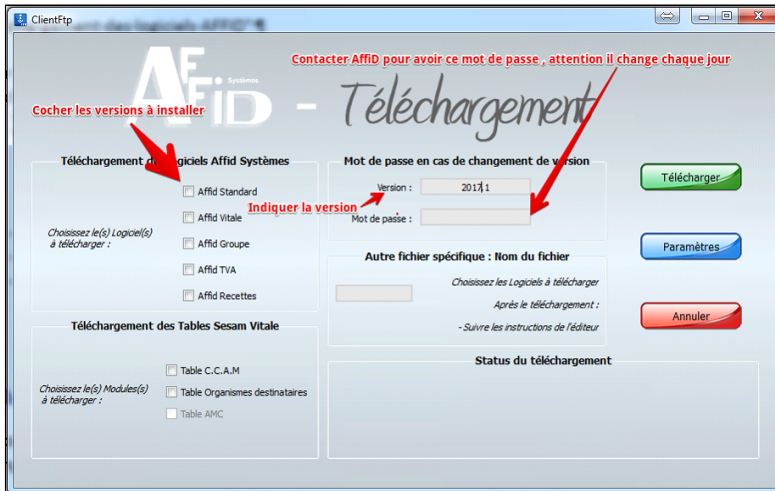 ClientFtp
Contacter AffiD pour avoir ce mot de passe , attention il change chaque jour
AFFiD Systèmes - Téléchargement
Cocher les versions à installer
Téléchargement de logiciels Affid Systèmes
Affid Standard
Affid Vitale
Choisissez le(s) Logiciel(s)
à télécharger :
Affid Groupe
Affid TVA
Affid Recettes
Mot de passe en cas de changement de version
Version : 2017.1
Indiquer la version
Mot de passe :
Autre fichier spécifique : Nom du fichier
Choisissez les Logiciels à télécharger
Après le téléchargement :
- Suivre les instructions de l'éditeur
Télécharger
Paramètres
Annuler
Téléchargement des Tables Sesam Vitale
Table C.C.A.M
Choisissez le(s) Modules(s)
à télécharger :
Table Organismes destinataires
Table AMC
Status du téléchargement